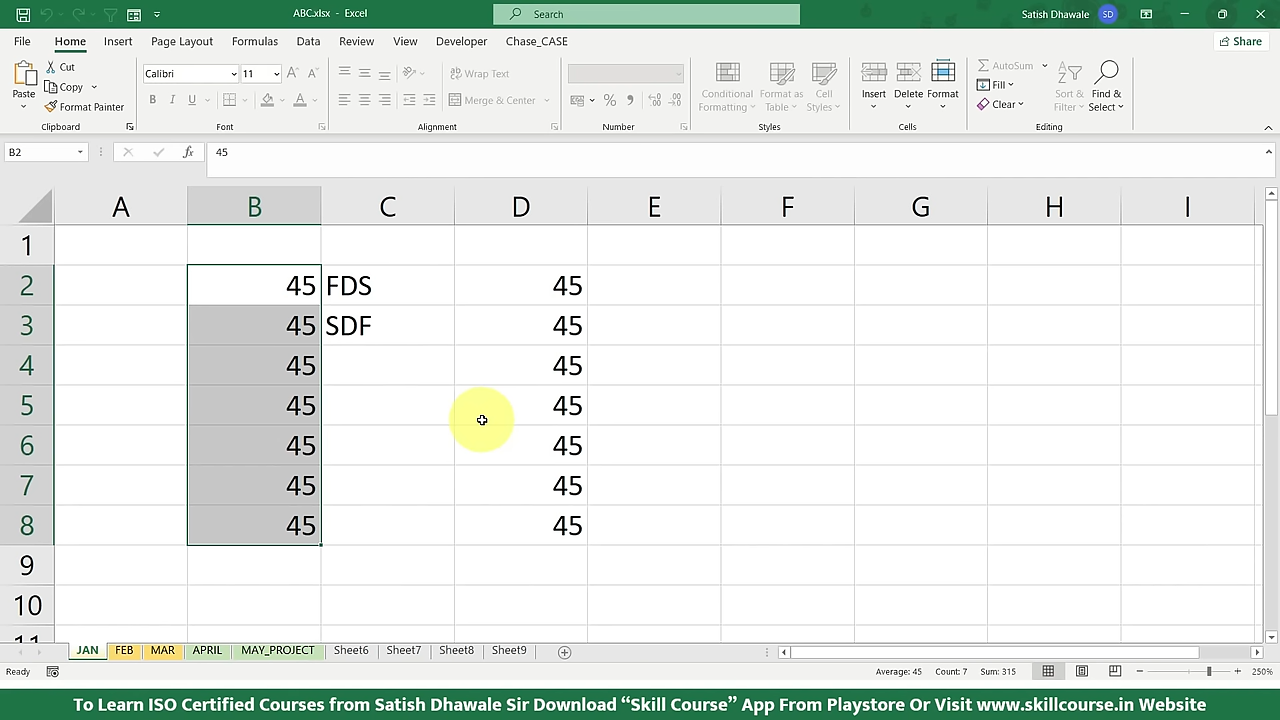 ABC.xlsx - Excel
Search
Satish Dhawale SD
File Home Insert Page Layout Formulas Data Review View Developer Chase_CASE Share
Paste
Cut
Copy
Format Painter
Clipboard
Calibri 11 A A
B I U A
Font
Wrap Text
Merge & Center
Alignment
% ,
Number
Conditional Formatting
Format as Table
Cell Styles
Styles
Insert Delete Format
Cells
AutoSum
Fill
Clear
Sort & Filter
Find & Select
Editing
B2 fx 45
A B C D E F G H I
1
2 45 FDS 45
3 45 SDF 45
4 45 45
5 45 45
6 45 45
7 45 45
8 45 45
9
10
11
JAN FEB MAR APRIL MAY_PROJECT Sheet6 Sheet7 Sheet8 Sheet9
Ready Average: 45 Count: 7 Sum: 315 250%
To Learn ISO Certified Courses from Satish Dhawale Sir Download “Skill Course” App From Playstore Or Visit www.skillcourse.in Website